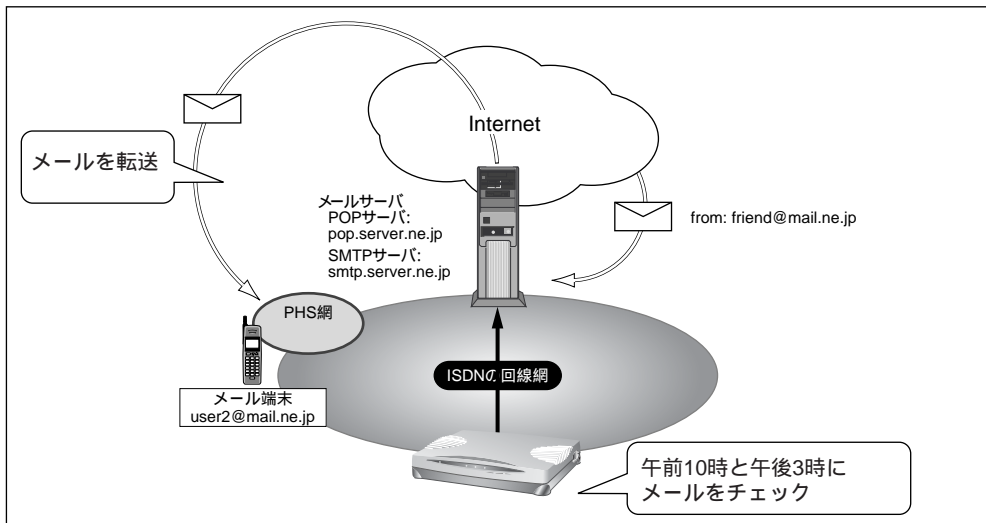 Internet
メールを転送
メールサーバ
POPサーバ:
pop.server.ne.jp
SMTPサーバ:
smtp.server.ne.jp
from: friend@mail.ne.jp
PHS網
ISDNの回線網
メール端末
user2@mail.ne.jp
午前10時と午後3時に
メールをチェック